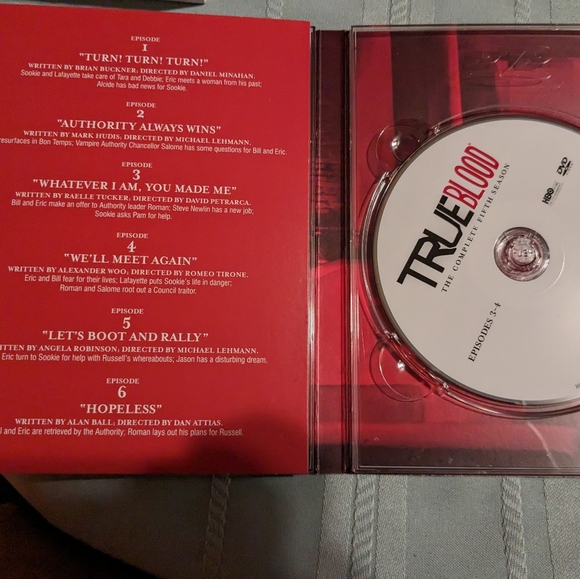 EPISODE
1
"TURN! TURN! TURN!"
WRITTEN BY BRIAN BUCKNER; DIRECTED BY DANIEL MINAHAN.
Sookie and Lafayette take care of Tara and Debbie; Eric meets a woman from his past;
Alcide has bad news for Sookie.
EPISODE
2
"AUTHORITY ALWAYS WINS"
WRITTEN BY MARK HUDIS; DIRECTED BY MICHAEL LEHMANN.
resurfaces in Bon Temps; Vampire Authority Chancellor Salome has some questions for Bill and Eric.
EPISODE
3
"WHATEVER I AM, YOU MADE ME"
WRITTEN BY RAELLE TUCKER; DIRECTED BY DAVID PETRARCA.
Bill and Eric make an offer to Authority leader Roman; Steve Newlin has a new job;
Sookie asks Pam for help.
EPISODE
4
"WE'LL MEET AGAIN"
WRITTEN BY ALEXANDER WOO; DIRECTED BY ROMEO TIRONE.
Eric and Bill fear for their lives; Lafayette puts Sookie's life in danger;
Roman and Salome root out a Council traitor.
EPISODE
5
"LET'S BOOT AND RALLY"
BY ANGELA ROBINSON; DIRECTED BY MICHAEL LEHMANN.
Eric turn to Sookie for help with Russell's whereabouts; Jason has a disturbing dream.
EPISODE
6
"HOPELESS"
WRITTEN BY ALAN BALL; DIRECTED BY DAN ATTIAS.
and Eric are retrieved by the Authority; Roman lays out his plans for Russell.
TRUE BLOOD
THE COMPLETE FIFTH SEASON
EPISODES 3-4
HBO
DVD